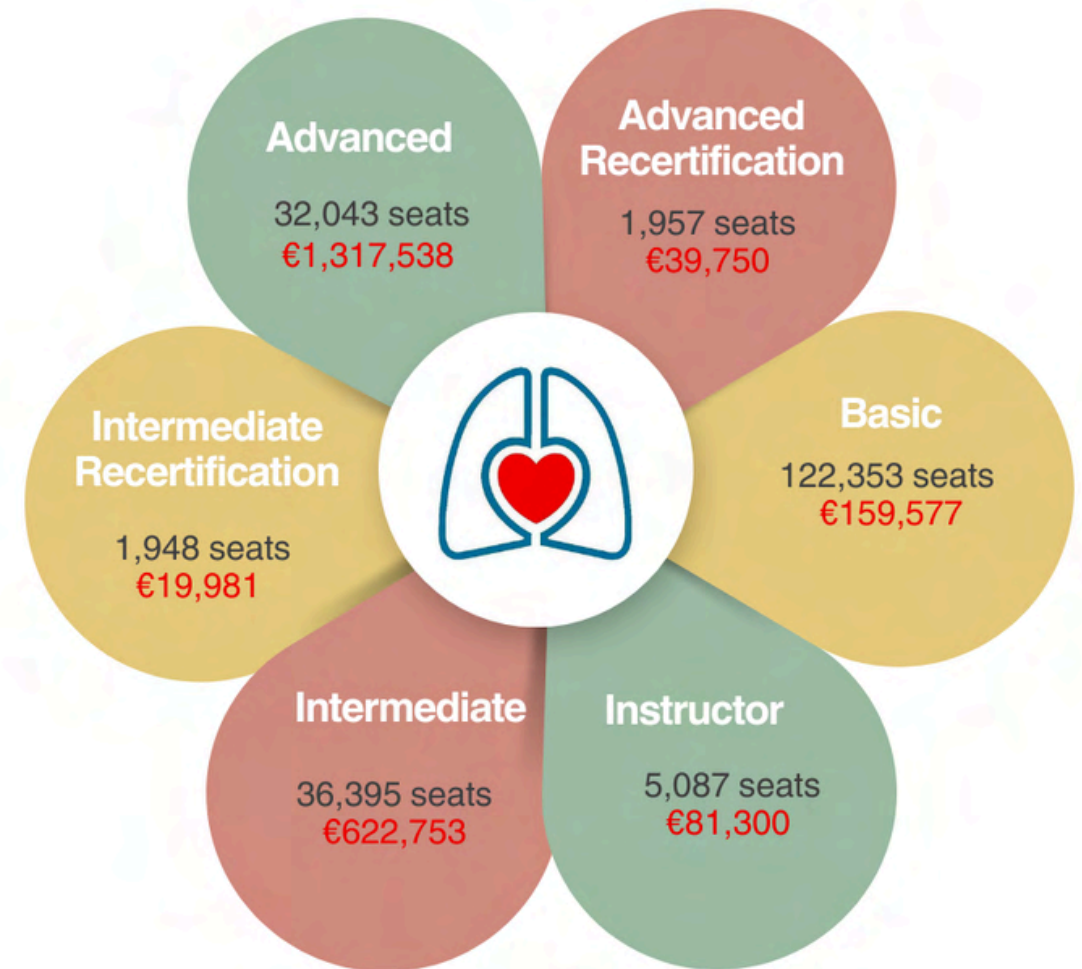 Advanced
32,043 seats
€1,317,538
Advanced
Recertification
1,957 seats
€39,750
Intermediate
Recertification
1,948 seats
€19,981
Basic
122,353 seats
€159,577
Intermediate
36,395 seats
€622,753
Instructor
5,087 seats
€81,300